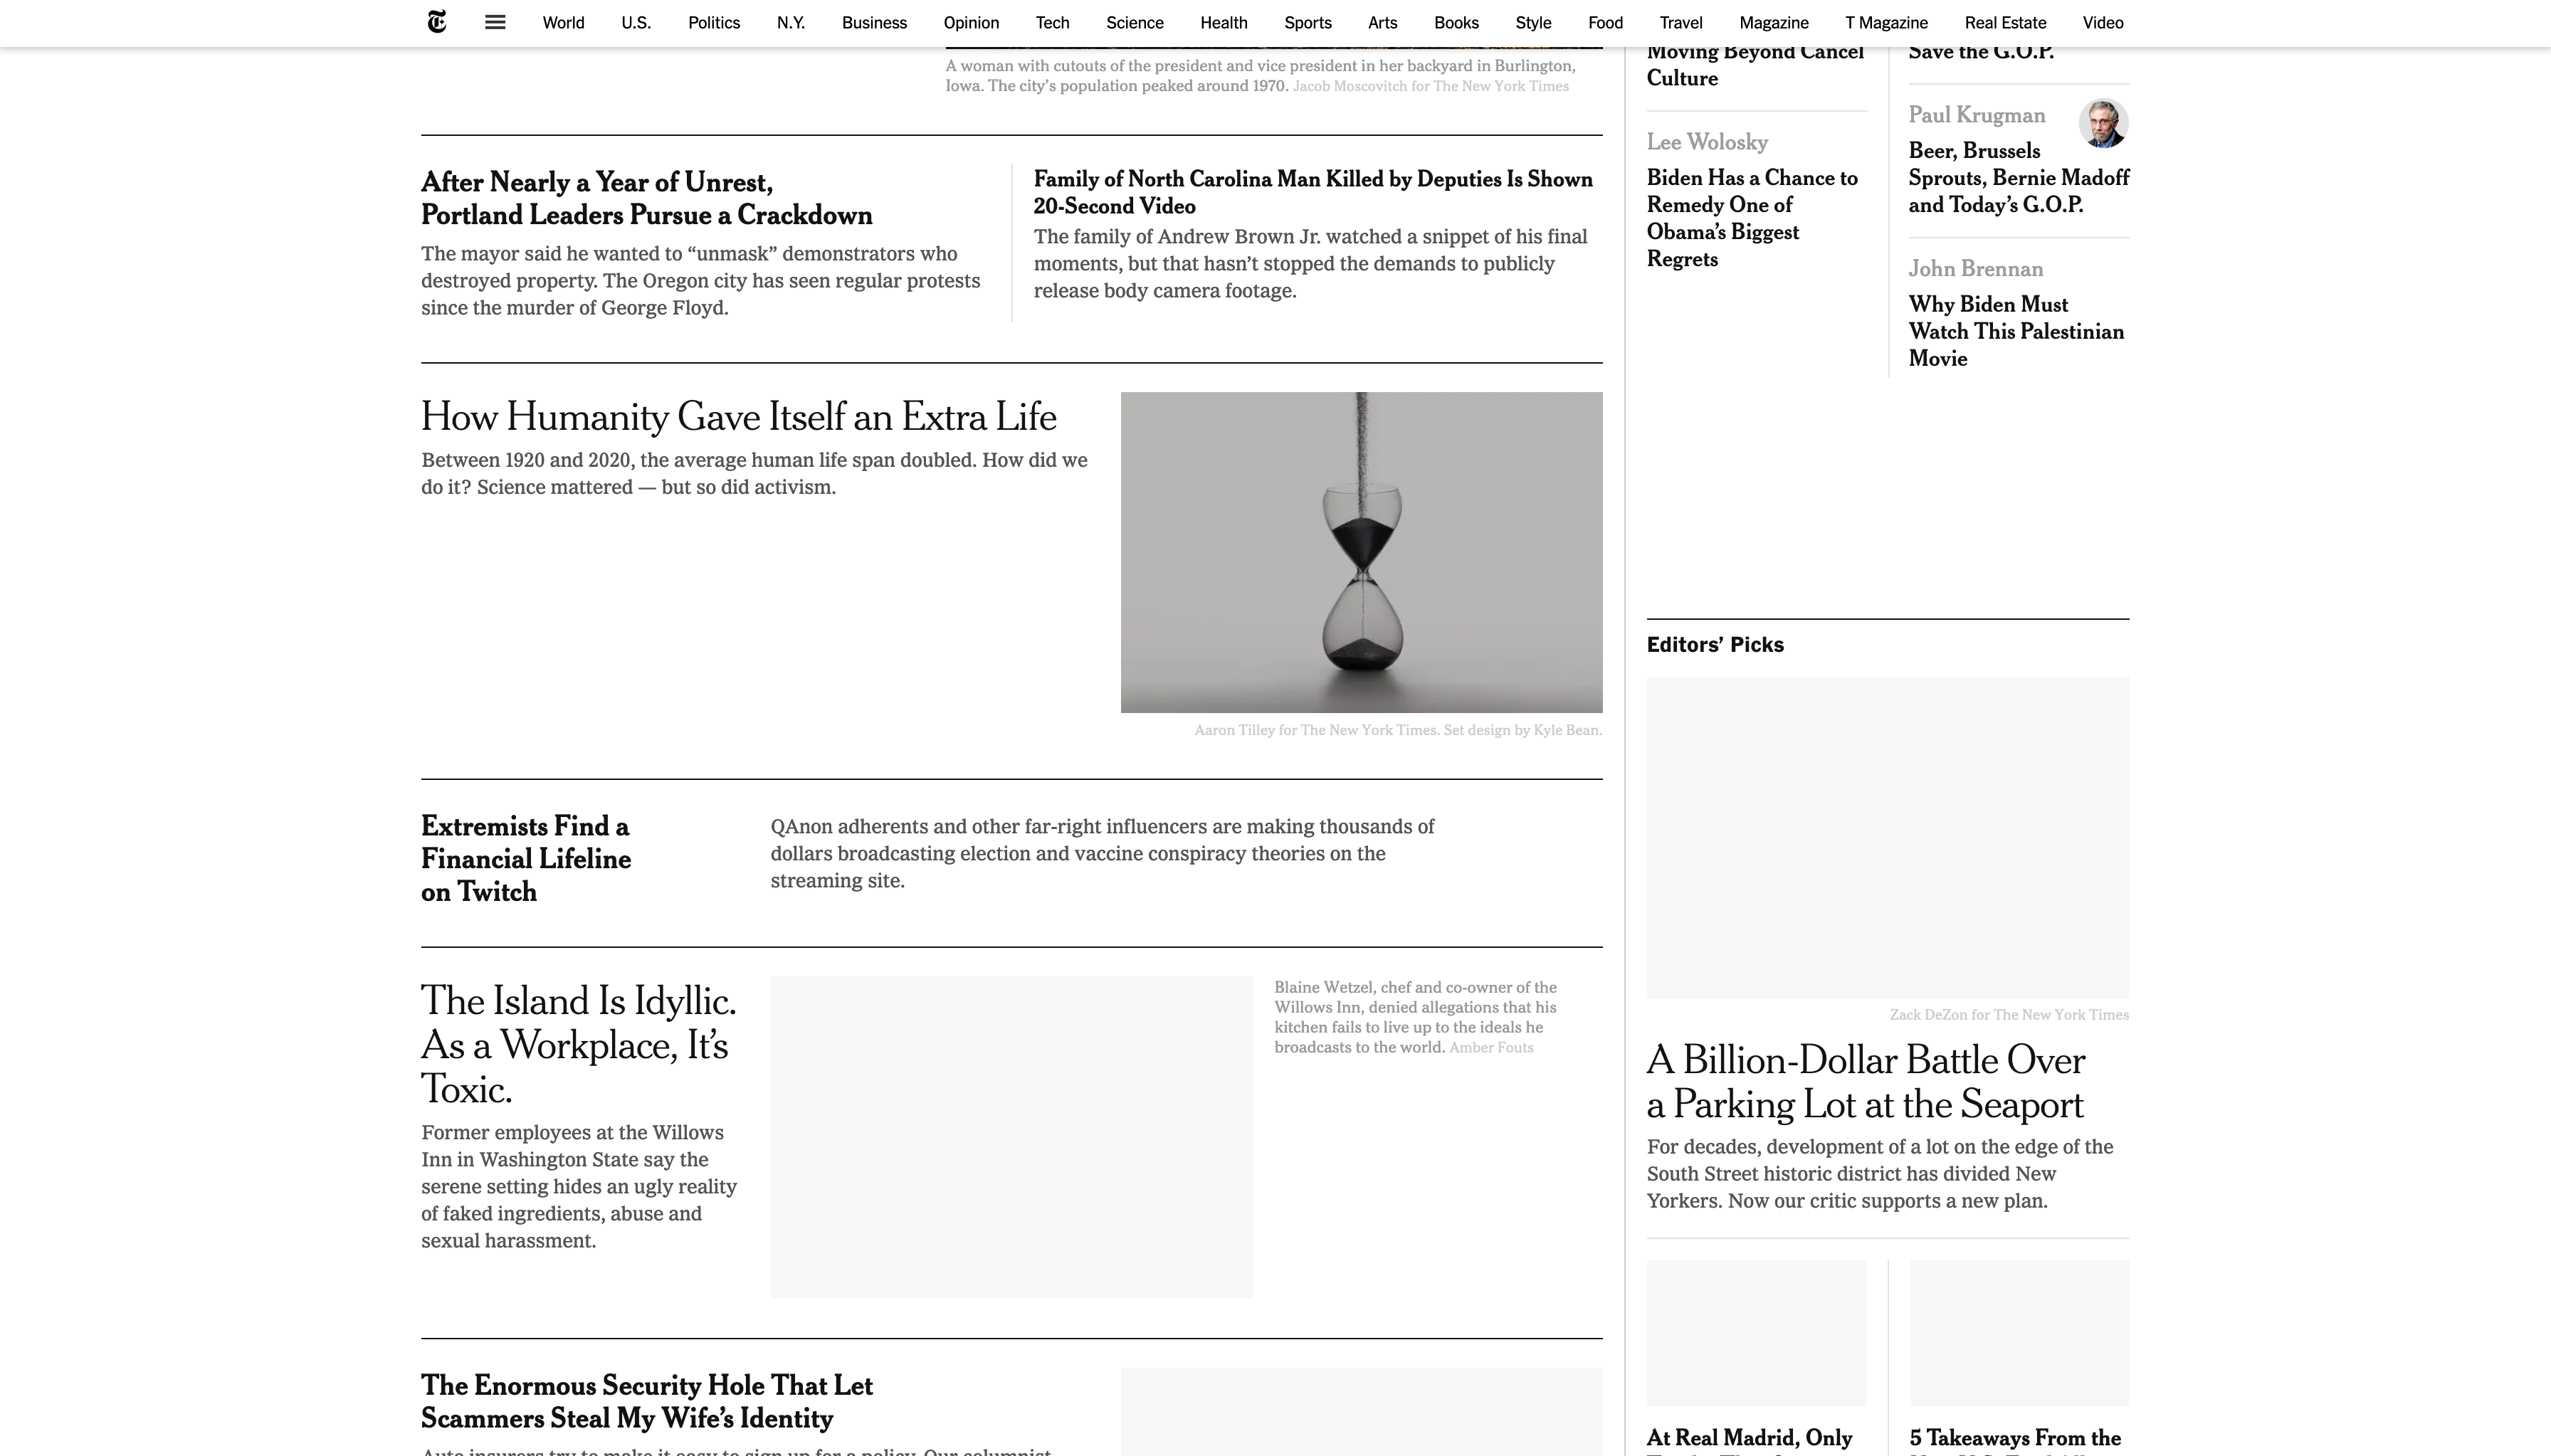 World U.S. Politics N.Y. Business Opinion Tech Science Health Sports Arts Books Style Food Travel Magazine T Magazine Real Estate Video
A woman with cutouts of the president and vice president in her backyard in Burlington,
Iowa. The city’s population peaked around 1970. Jacob Moscovitch for The New York Times
After Nearly a Year of Unrest,
Portland Leaders Pursue a Crackdown
The mayor said he wanted to “unmask” demonstrators who
destroyed property. The Oregon city has seen regular protests
since the murder of George Floyd.
Family of North Carolina Man Killed by Deputies Is Shown
20-Second Video
The family of Andrew Brown Jr. watched a snippet of his final
moments, but that hasn’t stopped the demands to publicly
release body camera footage.
How Humanity Gave Itself an Extra Life
Between 1920 and 2020, the average human life span doubled. How did we
do it? Science mattered — but so did activism.
Aaron Tilley for The New York Times. Set design by Kyle Bean.
Extremists Find a
Financial Lifeline
on Twitch
QAnon adherents and other far-right influencers are making thousands of
dollars broadcasting election and vaccine conspiracy theories on the
streaming site.
The Island Is Idyllic.
As a Workplace, It’s
Toxic.
Former employees at the Willows
Inn in Washington State say the
serene setting hides an ugly reality
of faked ingredients, abuse and
sexual harassment.
Blaine Wetzel, chef and co-owner of the
Willows Inn, denied allegations that his
kitchen fails to live up to the ideals he
broadcasts to the world. Amber Fouts
The Enormous Security Hole That Let
Scammers Steal My Wife’s Identity
Auto insurers try to make it easy to sign up for a policy. Our columnist
Moving Beyond Cancel
Culture
Lee Wolosky
Biden Has a Chance to
Remedy One of
Obama’s Biggest
Regrets
Save the G.O.P.
Paul Krugman
Beer, Brussels
Sprouts, Bernie Madoff
and Today’s G.O.P.
John Brennan
Why Biden Must
Watch This Palestinian
Movie
Editors’ Picks
Zack DeZon for The New York Times
A Billion-Dollar Battle Over
a Parking Lot at the Seaport
For decades, development of a lot on the edge of the
South Street historic district has divided New
Yorkers. Now our critic supports a new plan.
At Real Madrid, Only
5 Takeaways From the